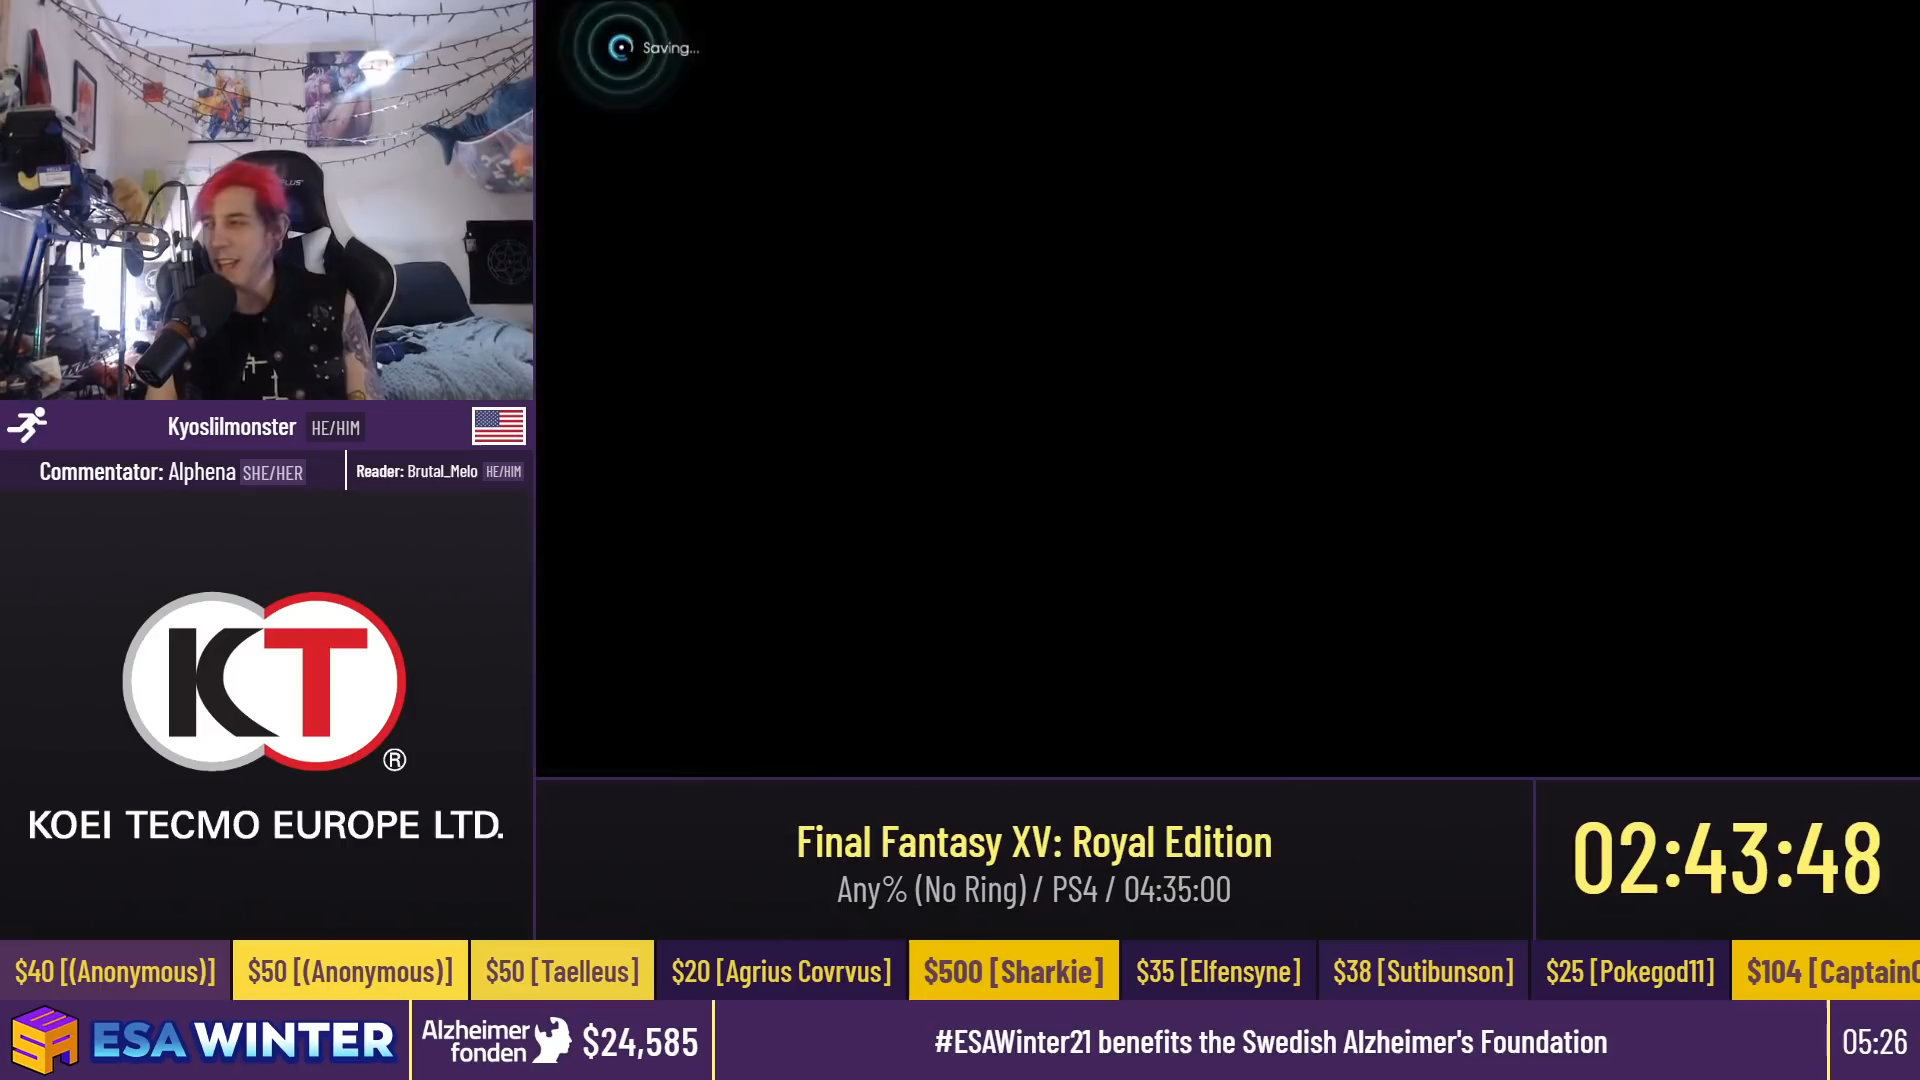 Saving...
Kyoslilmonster HE/HIM
Commentator: Alphena SHE/HER
Reader: Brutal_Melo HE/HIM
KT
®
KOEI TECMO EUROPE LTD.
Final Fantasy XV: Royal Edition
Any% (No Ring) / PS4 / 04:35:00
02:43:48
$40 [(Anonymous)] $50 [(Anonymous)] $50 [Taelleus] $20 [Agrius Covrvus] $500 [Sharkie] $35 [Elfensyne] $38 [Sutibunson] $25 [Pokegod11] $104 [Captain
ESA WINTER
Alzheimer
fonden
$24,585
#ESAWinter21 benefits the Swedish Alzheimer's Foundation
05:26